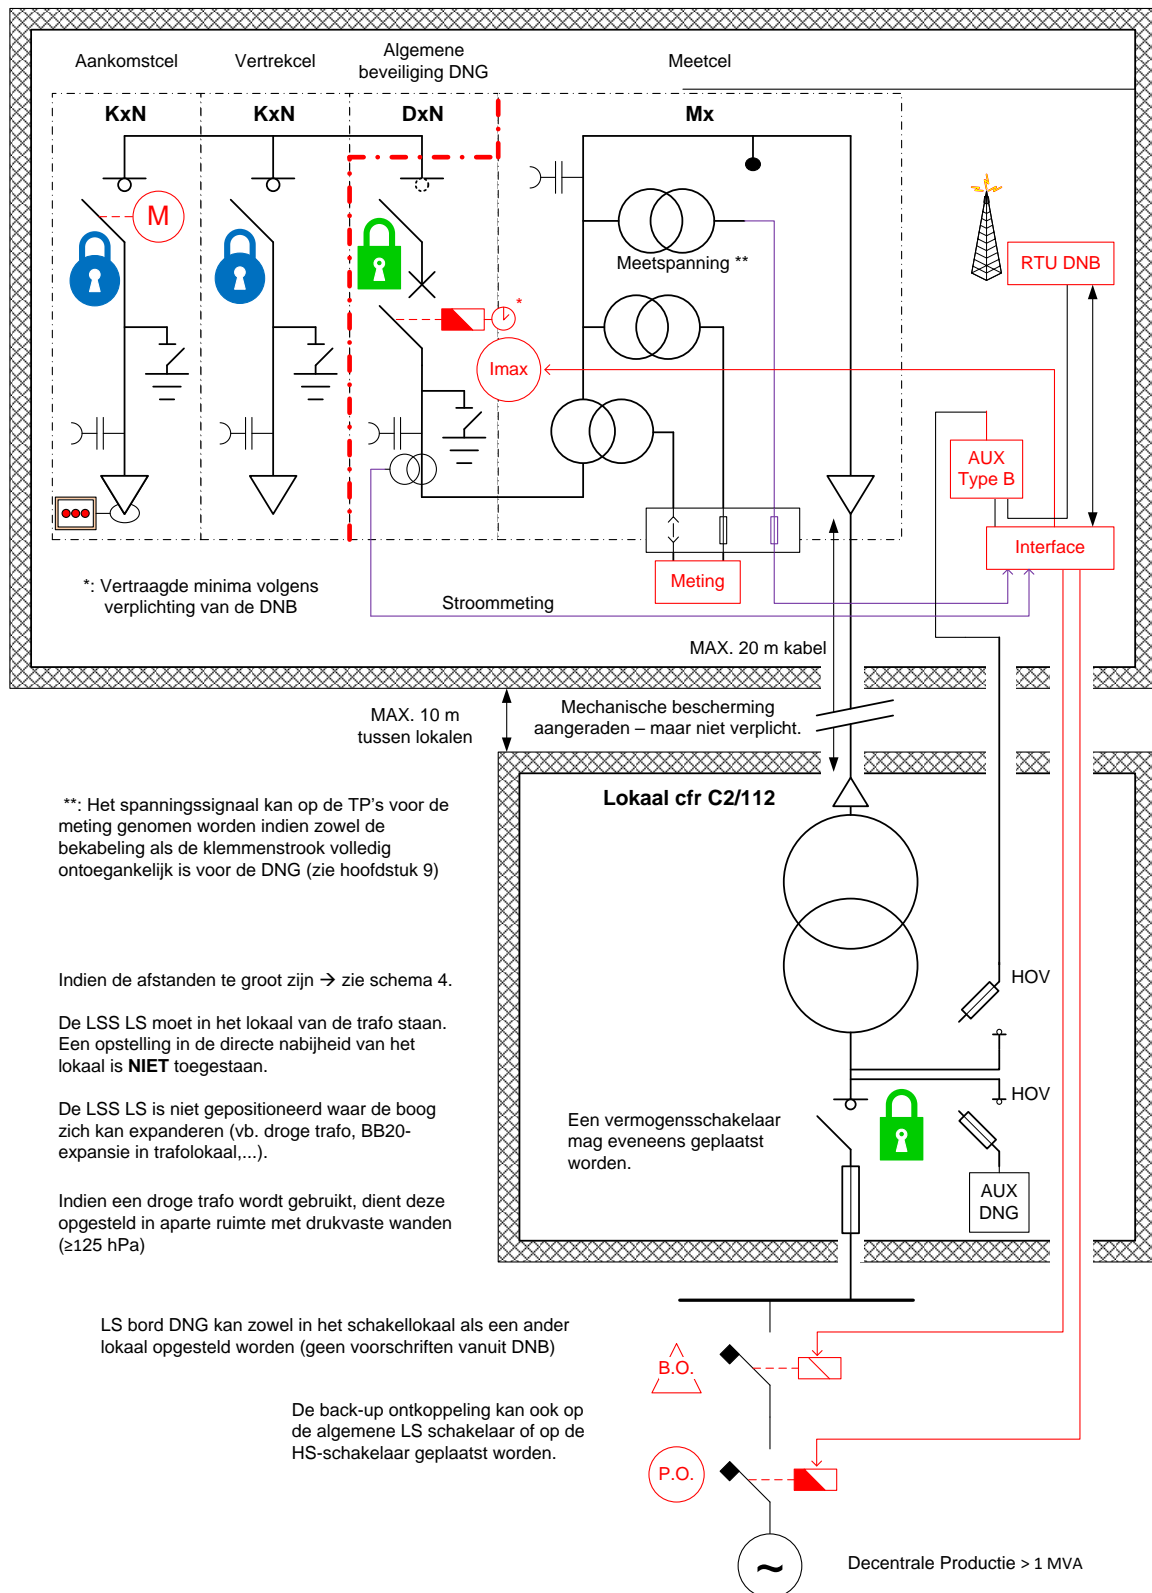 Aankomstcel
Vertrekcel
Algemene
beveiliging DNG
Meetcel
KxN
KxN
DxN
Mx
M
Meetspanning **
RTU DNB
*
Imax
AUX
Type B
Interface
Meting
*: Vertraagde minima volgens
verplichting van de DNB
Stroommeting
MAX. 20 m kabel
MAX. 10 m
tussen lokalen
Mechanische bescherming
aangeraden – maar niet verplicht.
Lokaal cfr C2/112
**: Het spanningssignaal kan op de TP's voor de
meting genomen worden indien zowel de
bekabeling als de klemmenstrook volledig
ontoegankelijk is voor de DNG (zie hoofdstuk 9)
Indien de afstanden te groot zijn → zie schema 4.
HOV
De LSS LS moet in het lokaal van de trafo staan.
Een opstelling in de directe nabijheid van het
lokaal is NIET toegestaan.
HOV
De LSS LS is niet gepositioneerd waar de boog
zich kan expanderen (vb. droge trafo, BB20-
expansie in trafolokaal,...).
Een vermogensschakelaar
mag eveneens geplaatst
worden.
AUX
DNG
Indien een droge trafo wordt gebruikt, dient deze
opgesteld in aparte ruimte met drukvaste wanden
(≥125 hPa)
LS bord DNG kan zowel in het schakellokaal als een ander
lokaal opgesteld worden (geen voorschriften vanuit DNB)
B.O.
De back-up ontkoppeling kan ook op
de algemene LS schakelaar of op de
HS-schakelaar geplaatst worden.
P.O.
~
Decentrale Productie > 1 MVA